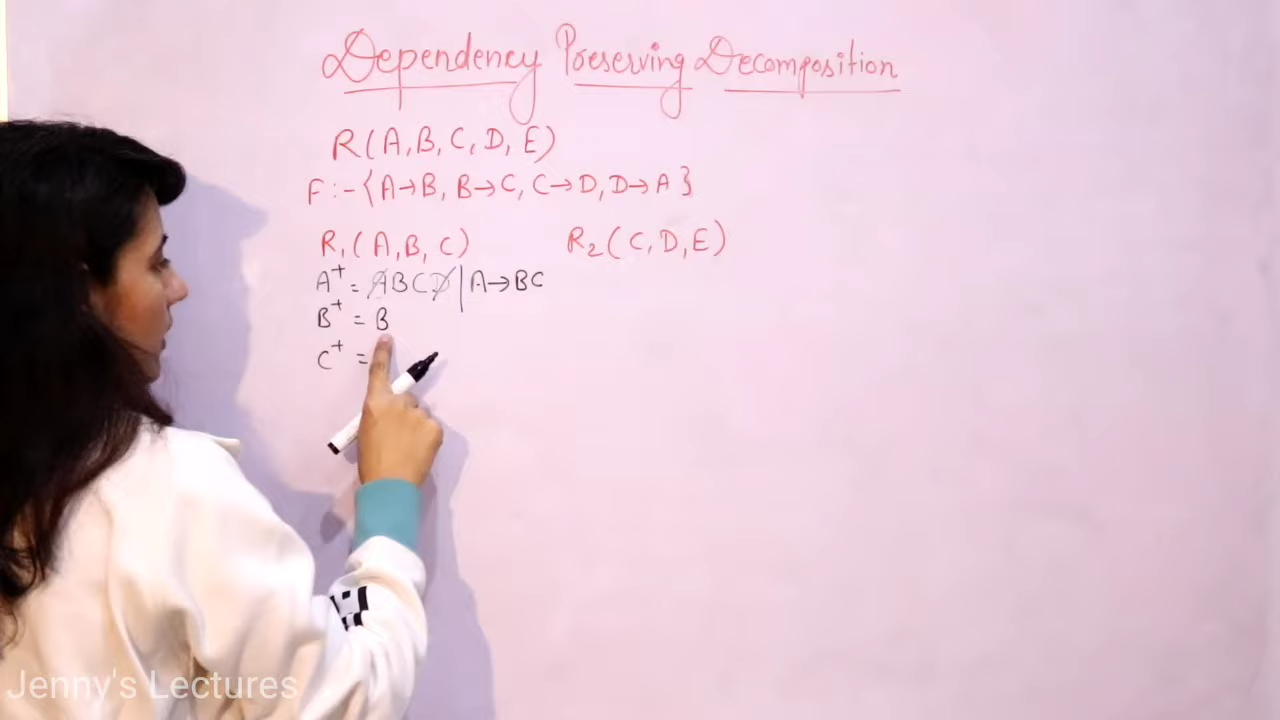 Dependency Preserving Decomposition
R(A,B,C,D,E)
F:-{A→B, B→C, C→D, D→A}
R₁(A,B,C) R₂(C,D,E)
A⁺ = ABCD | A→BC
B⁺ = B
C⁺ =
Jenny's Lectures